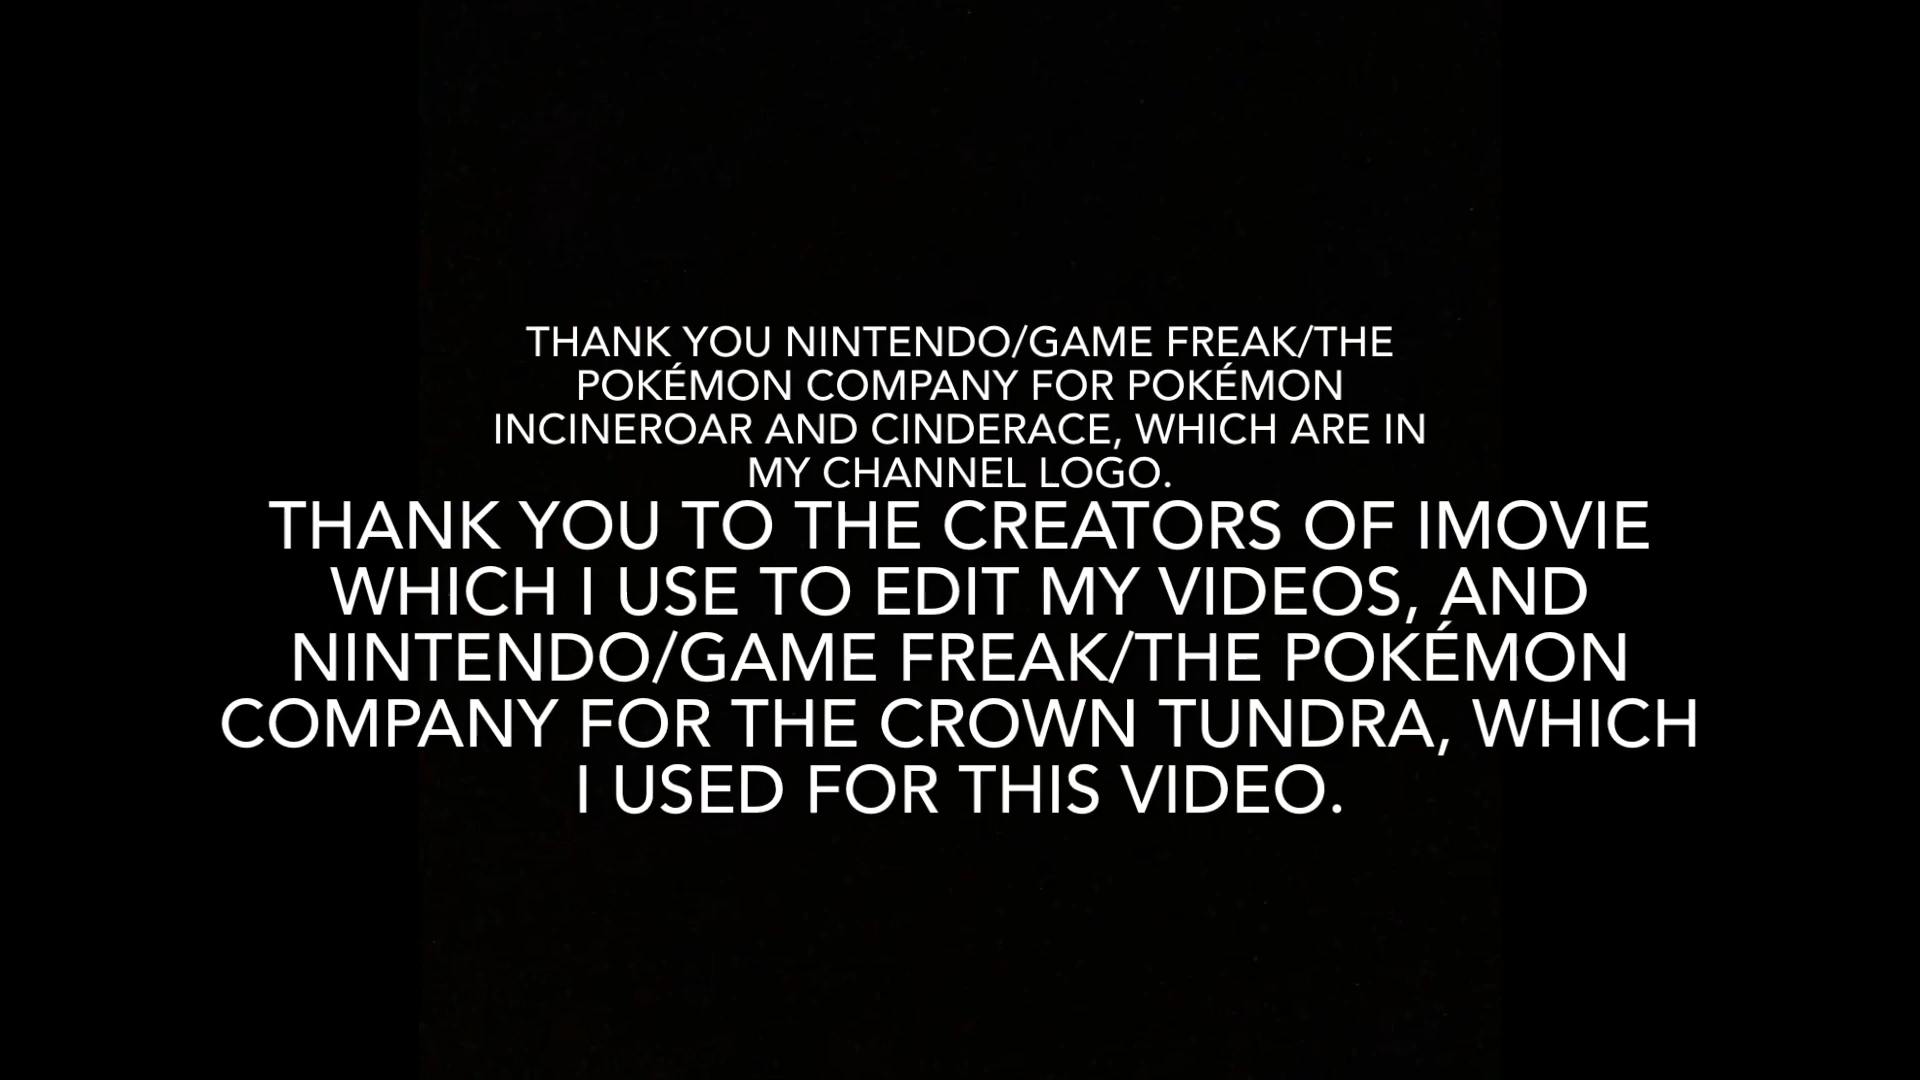 THANK YOU NINTENDO/GAME FREAK/THE
POKÉMON COMPANY FOR POKÉMON
INCINEROAR AND CINDERACE, WHICH ARE IN
MY CHANNEL LOGO.
THANK YOU TO THE CREATORS OF IMOVIE
WHICH I USE TO EDIT MY VIDEOS, AND
NINTENDO/GAME FREAK/THE POKÉMON
COMPANY FOR THE CROWN TUNDRA, WHICH
I USED FOR THIS VIDEO.